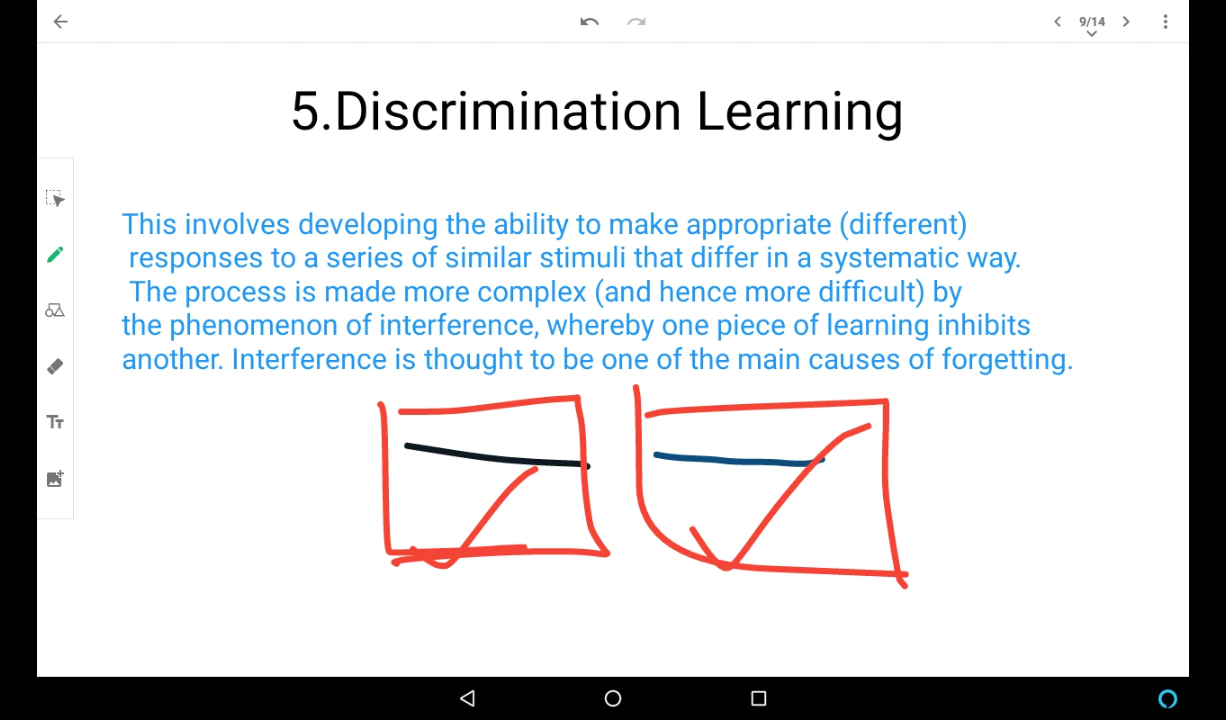 9/14
5.Discrimination Learning
This involves developing the ability to make appropriate (different)
responses to a series of similar stimuli that differ in a systematic way.
The process is made more complex (and hence more difficult) by
the phenomenon of interference, whereby one piece of learning inhibits
another. Interference is thought to be one of the main causes of forgetting.
Tт